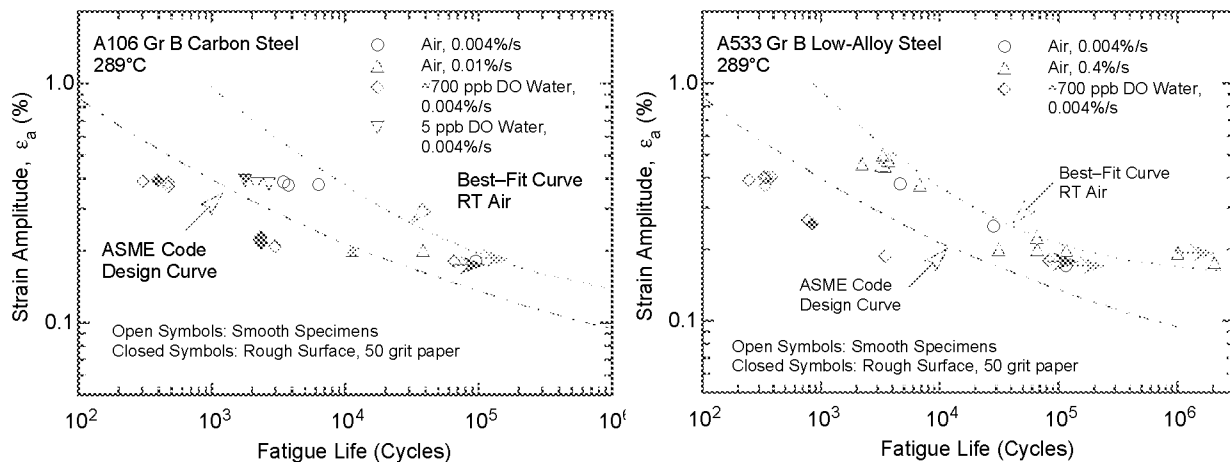 A106 Gr B Carbon Steel
289°C
Air, 0.004%/s
Air, 0.01%/s
~700 ppb DO Water,
0.004%/s
5 ppb DO Water,
0.004%/s
Best–Fit Curve
RT Air
ASME Code
Design Curve
Open Symbols: Smooth Specimens
Closed Symbols: Rough Surface, 50 grit paper
Strain Amplitude, εa (%)
1.0
0.1
102 103 104 105 106
Fatigue Life (Cycles)
A533 Gr B Low-Alloy Steel
289°C
Air, 0.004%/s
Air, 0.4%/s
~700 ppb DO Water,
0.004%/s
Best–Fit Curve
RT Air
ASME Code
Design Curve
Open Symbols: Smooth Specimens
Closed Symbols: Rough Surface, 50 grit paper
Strain Amplitude, εa (%)
1.0
0.1
102 103 104 105 106
Fatigue Life (Cycles)